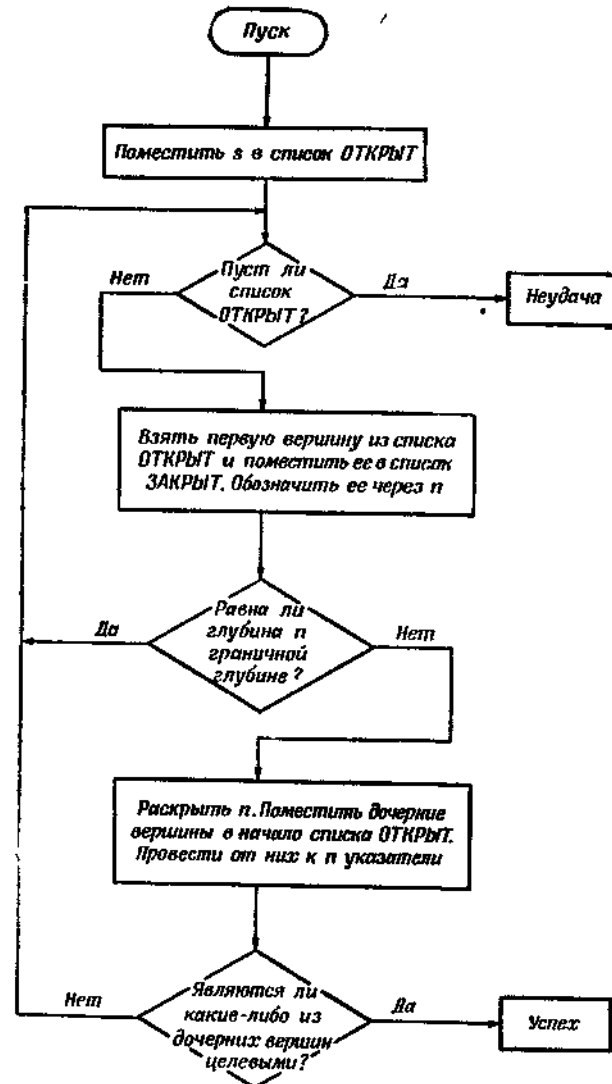 Пуск
Поместить s в список ОТКРЫТ
Нет
Пуст ли
список
ОТКРЫТ?
Да
Неудача
Взять первую вершину из списка
ОТКРЫТ и поместить ее в список
ЗАКРЫТ. Обозначить ее через n
Да
Равна ли
глубина n
граничной
глубине?
Нет
Раскрыть n. Поместить дочерние
вершины в начало списка ОТКРЫТ.
Провести от них к n указатели
Нет
Являются ли
какие-либо из
дочерних вершин
целевыми?
Да
Успех